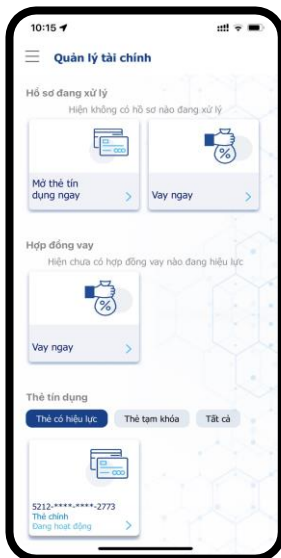 10:15
Quản lý tài chính
Hồ sơ đang xử lý
Hiện không có hồ sơ nào đang xử lý
Mở thẻ tín
dụng ngay
Vay ngay
Hợp đồng vay
Hiện chưa có hợp đồng vay nào đang hiệu lực
Vay ngay
Thẻ tín dụng
Thẻ có hiệu lực
Thẻ tạm khóa
Tất cả
5212-****-****-2773
Thẻ chính
Đang hoạt động